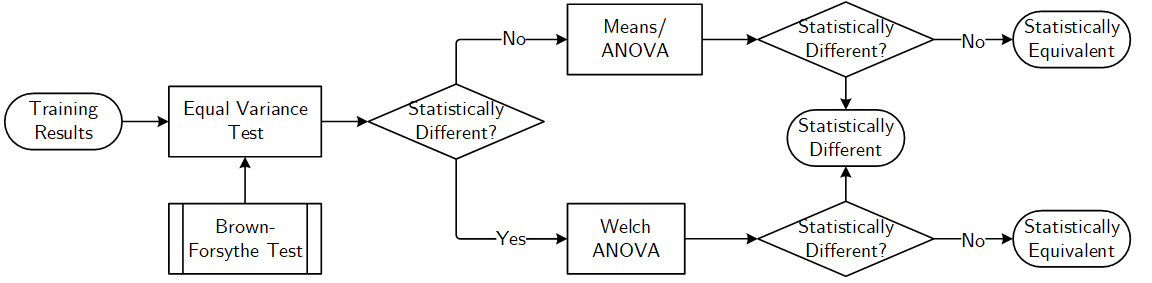 Training
Results
Equal Variance
Test
Brown-
Forsythe Test
Statistically
Different?
No
Means/
ANOVA
Statistically
Different?
No
Statistically
Equivalent
Statistically
Different
Yes
Welch
ANOVA
Statistically
Different?
No
Statistically
Equivalent